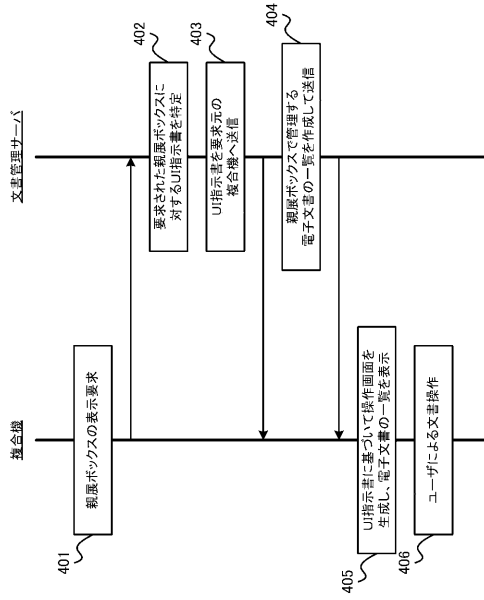 複合機
文書管理サーバ
401
親展ボックスの表示要求
402
要求された親展ボックスに
対するUI指示書を特定
403
UI指示書を要求元の
複合機へ送信
404
親展ボックスで管理する
電子文書の一覧を作成して送信
405
UI指示書に基づいて操作画面を
生成し、電子文書の一覧を表示
406
ユーザによる文書操作